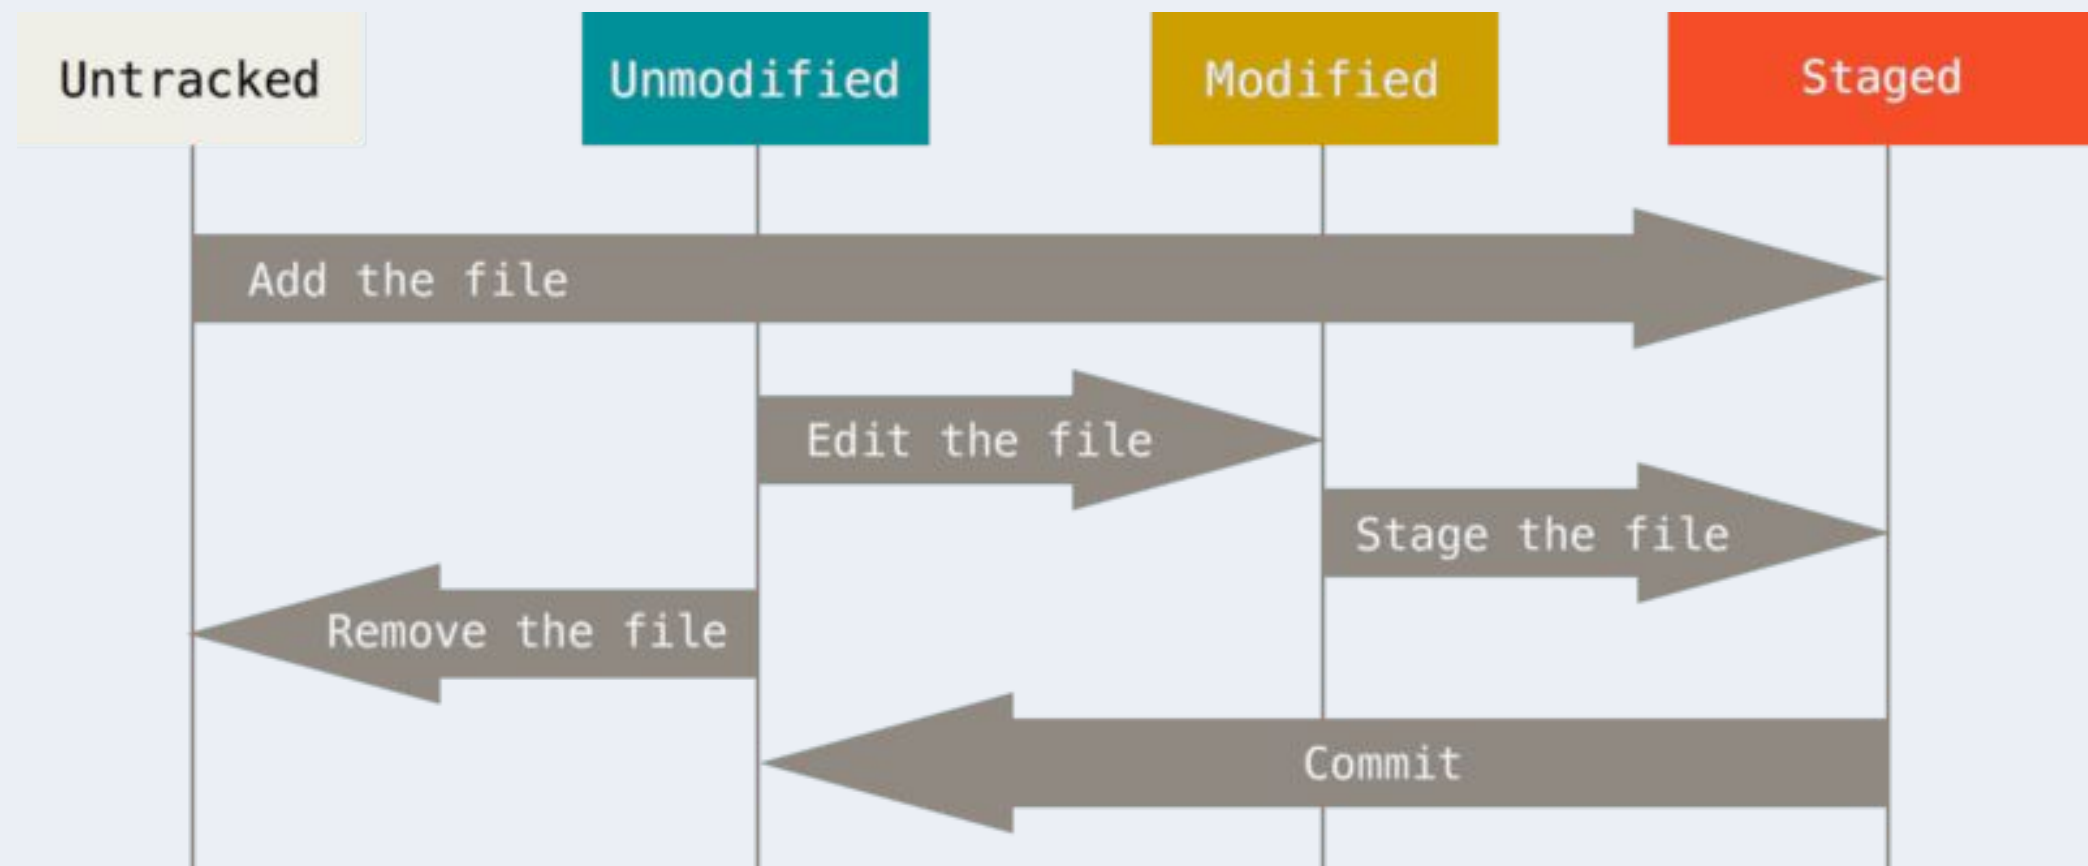 Untracked
Unmodified
Modified
Staged
Add the file
Edit the file
Stage the file
Remove the file
Commit